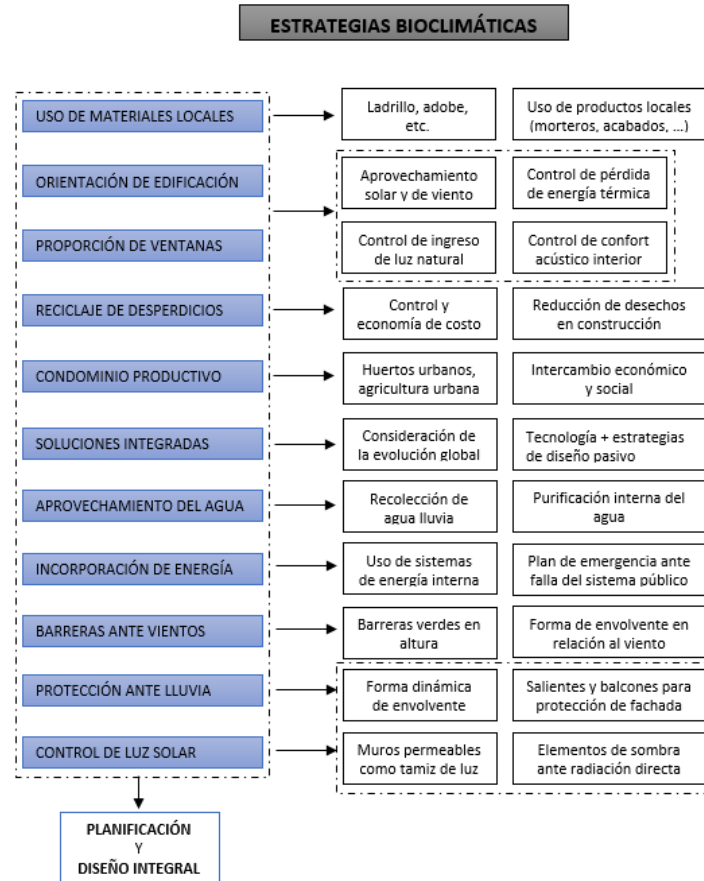 ESTRATEGIAS BIOCLIMÁTICAS
USO DE MATERIALES LOCALES
Ladrillo, adobe,
etc.
Uso de productos locales
(morteros, acabados, ...)
ORIENTACIÓN DE EDIFICACIÓN
Aprovechamiento
solar y de viento
Control de pérdida
de energía térmica
PROPORCIÓN DE VENTANAS
Control de ingreso
de luz natural
Control de confort
acústico interior
RECICLAJE DE DESPERDICIOS
Control y
economía de costo
Reducción de desechos
en construcción
CONDOMINIO PRODUCTIVO
Huertos urbanos,
agricultura urbana
Intercambio económico
y social
SOLUCIONES INTEGRADAS
Consideración de
la evolución global
Tecnología + estrategias
de diseño pasivo
APROVECHAMIENTO DEL AGUA
Recolección de
agua lluvia
Purificación interna del
agua
INCORPORACIÓN DE ENERGÍA
Uso de sistemas
de energía interna
Plan de emergencia ante
falla del sistema público
BARRERAS ANTE VIENTOS
Barreras verdes en
altura
Forma de envolvente en
relación al viento
PROTECCIÓN ANTE LLUVIA
Forma dinámica
de envolvente
Salientes y balcones para
protección de fachada
CONTROL DE LUZ SOLAR
Muros permeables
como tamiz de luz
Elementos de sombra
ante radiación directa
PLANIFICACIÓN
Y
DISEÑO INTEGRAL